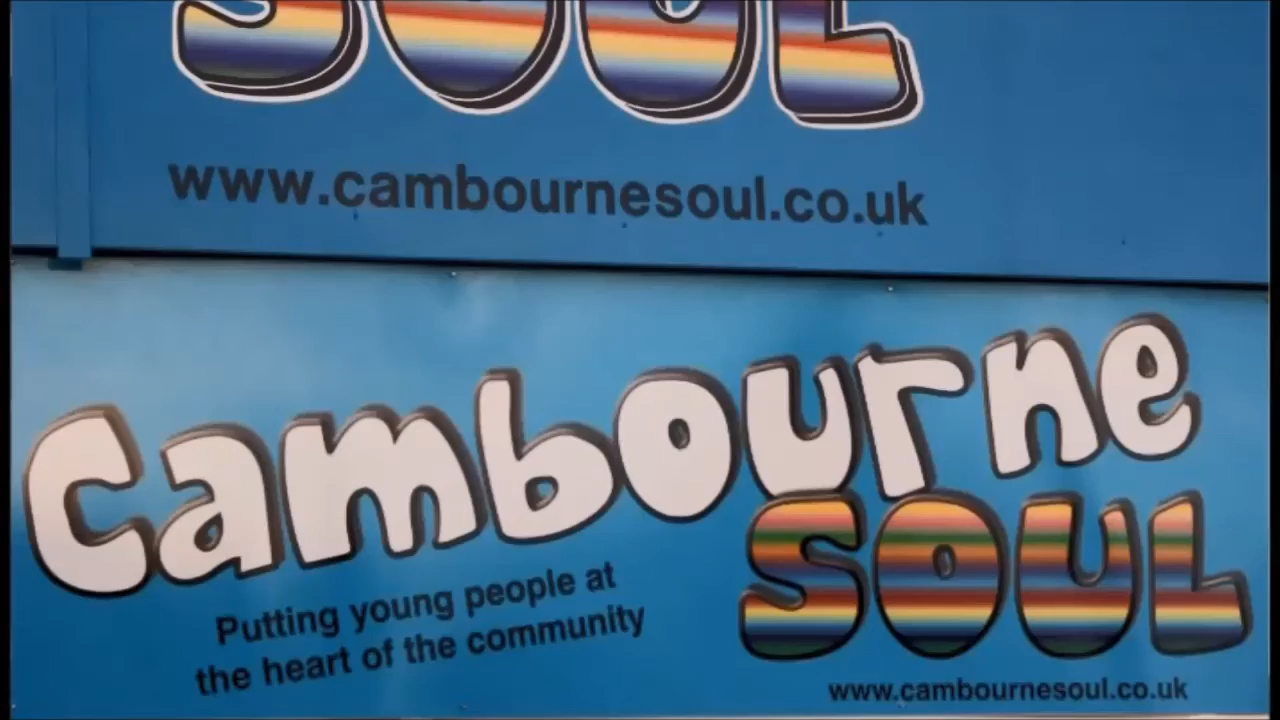 SOUL
www.cambournesoul.co.uk
Cambourne
SOUL
Putting young people at
the heart of the community
www.cambournesoul.co.uk